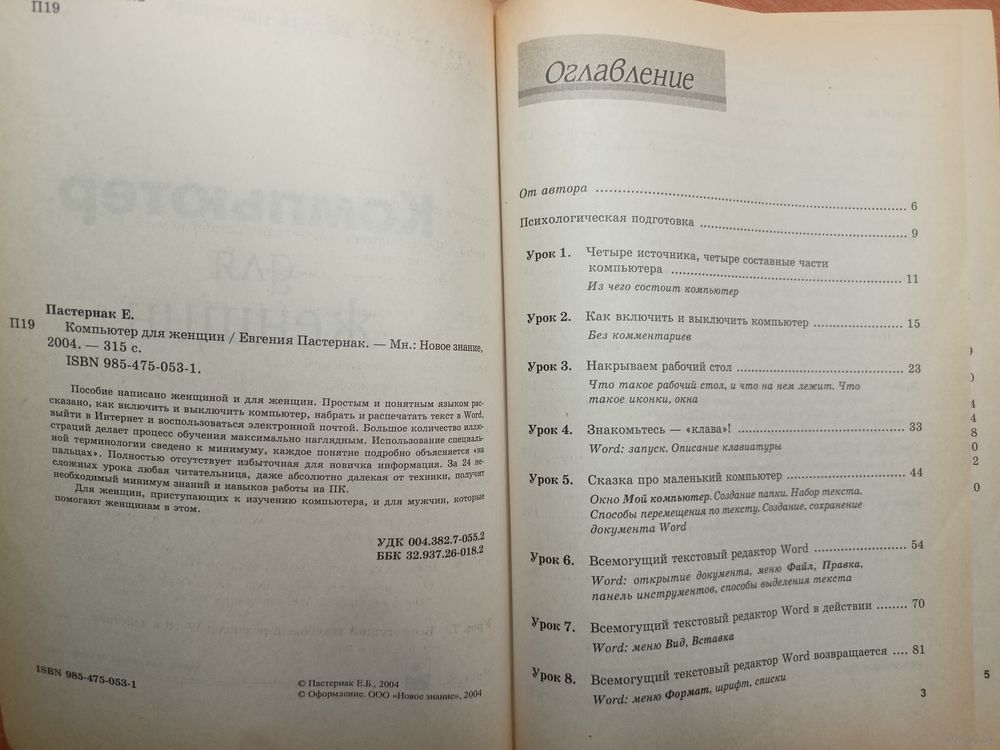 П19
Пастернак Е.
П19
Компьютер для женщин / Евгения Пастернак. — Мн.: Новое знание,
2004. — 315 с.
ISBN 985-475-053-1.
Пособие написано женщиной и для женщин. Простым и понятным языком рас-
сказано, как включить и выключить компьютер, набрать и распечатать текст в Word,
выйти в Интернет и воспользоваться электронной почтой. Большое количество иллю-
страций делает процесс обучения максимально наглядным. Использование специаль-
ной терминологии сведено к минимуму, каждое понятие подробно объясняется «на
пальцах». Полностью отсутствует избыточная для новичка информация. За 24 не-
сложных урока любая читательница, даже абсолютно далекая от техники, получит
необходимый минимум знаний и навыков работы на ПК.
Для женщин, приступающих к изучению компьютера, и для мужчин, которые
помогают женщинам в этом.
УДК 004.382.7-055.2
ББК 32.937.26-018.2
ISBN 985-475-053-1
© Пастернак Е.Б., 2004
© Оформление. ООО «Новое знание», 2004
Оглавление
От автора ........ 6
Психологическая подготовка ........ 9
Урок 1. Четыре источника, четыре составные части
компьютера ........ 11
Из чего состоит компьютер
Урок 2. Как включить и выключить компьютер ........ 15
Без комментариев
Урок 3. Накрываем рабочий стол ........ 23
Что такое рабочий стол, и что на нем лежит. Что
такое иконки, окна
Урок 4. Знакомьтесь — «клава»! ........ 33
Word: запуск. Описание клавиатуры
Урок 5. Сказка про маленький компьютер ........ 44
Окно Мой компьютер. Создание папки. Набор текста.
Способы перемещения по тексту. Создание, сохранение
документа Word
Урок 6. Всемогущий текстовый редактор Word ........ 54
Word: открытие документа, меню Файл, Правка,
панель инструментов, способы выделения текста
Урок 7. Всемогущий текстовый редактор Word в действии ........ 70
Word: меню Вид, Вставка
Урок 8. Всемогущий текстовый редактор Word возвращается .... 81
Word: меню Формат, шрифт, списки
3
5